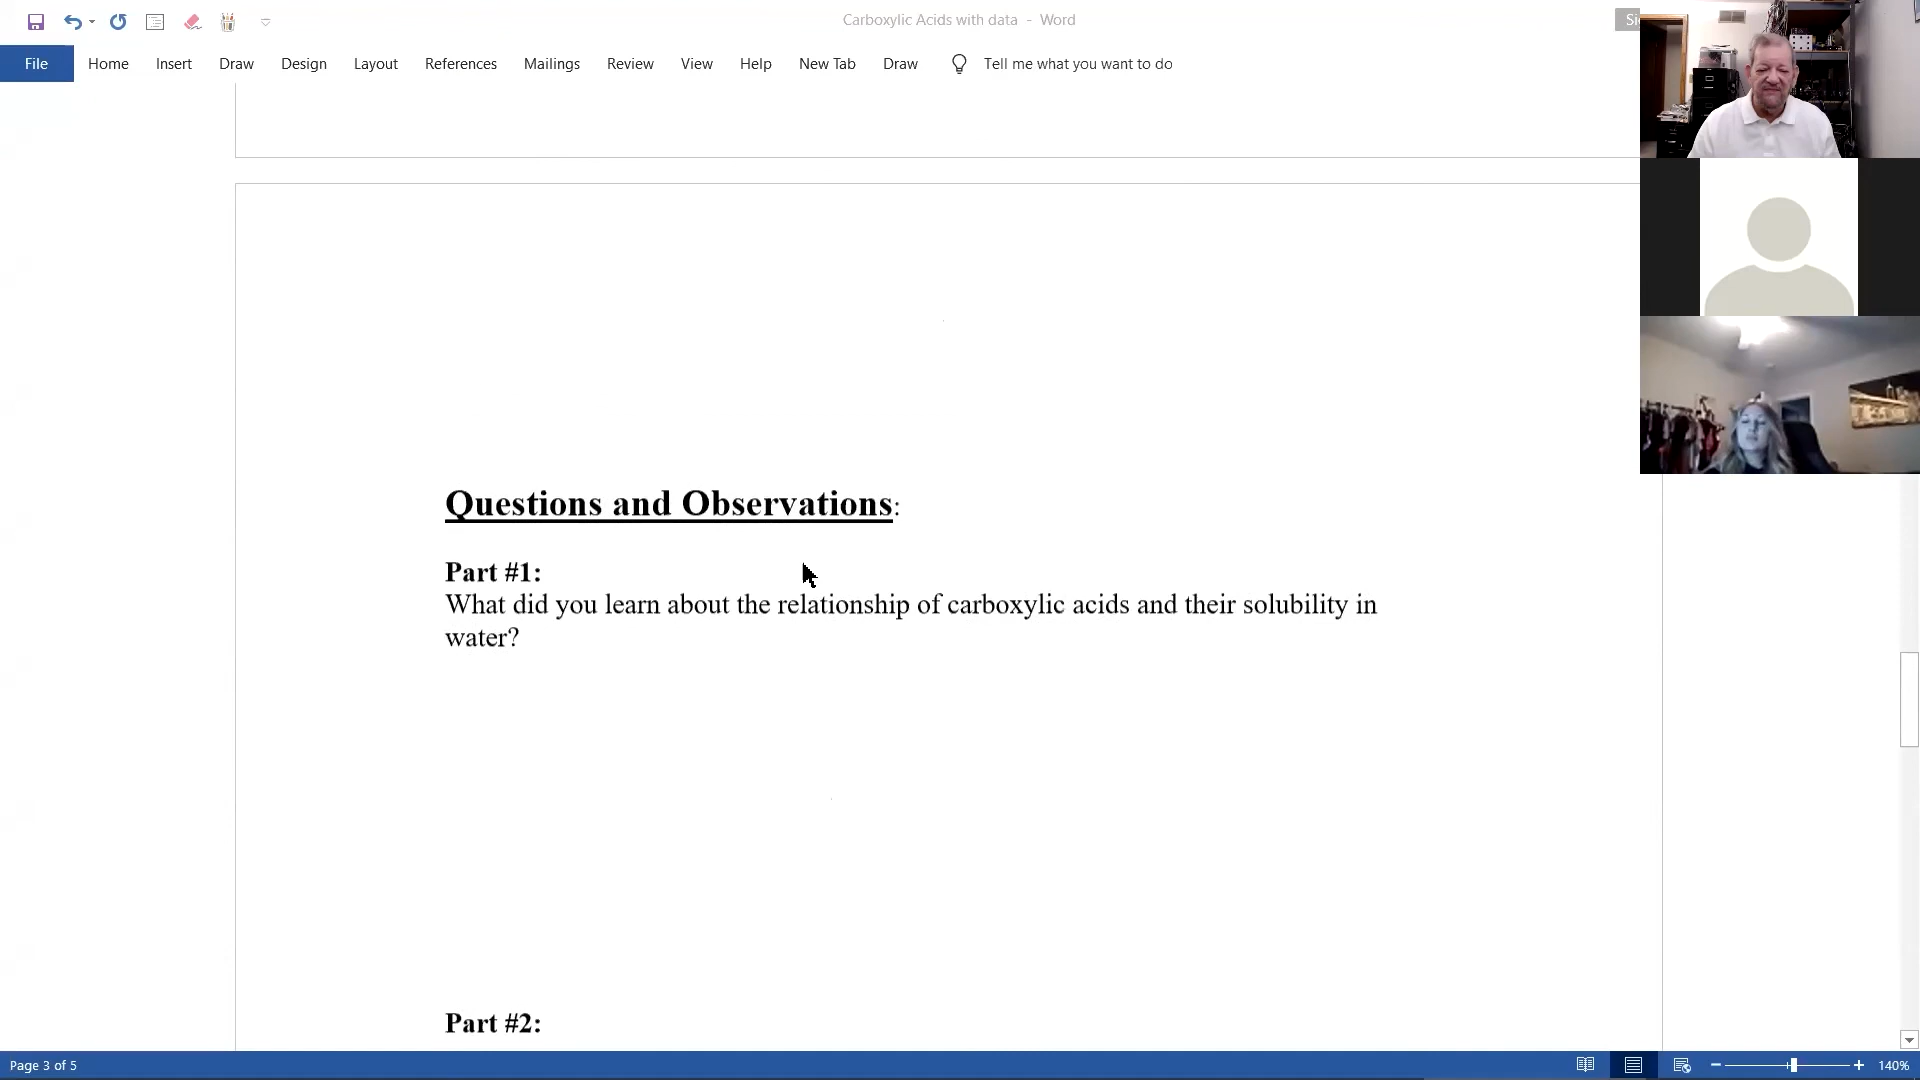 Carboxylic Acids with data - Word
File Home Insert Draw Design Layout References Mailings Review View Help New Tab Draw Tell me what you want to do
Questions and Observations:
Part #1:
What did you learn about the relationship of carboxylic acids and their solubility in
water?
Part #2:
Page 3 of 5
140%